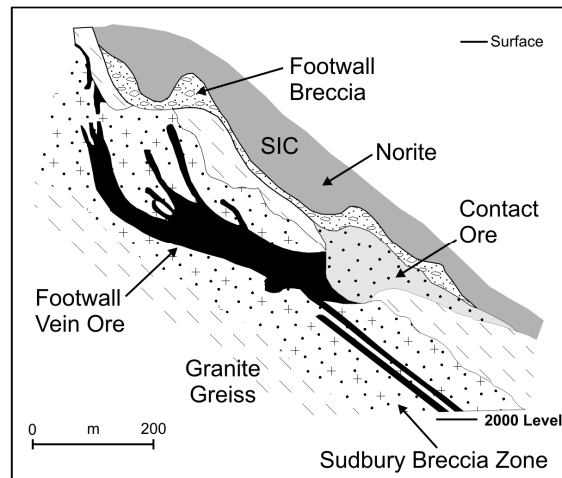 Surface
Footwall
Breccia
SIC
Norite
Contact
Ore
Footwall
Vein Ore
Granite
Greiss
0 m 200
2000 Level
Sudbury Breccia Zone